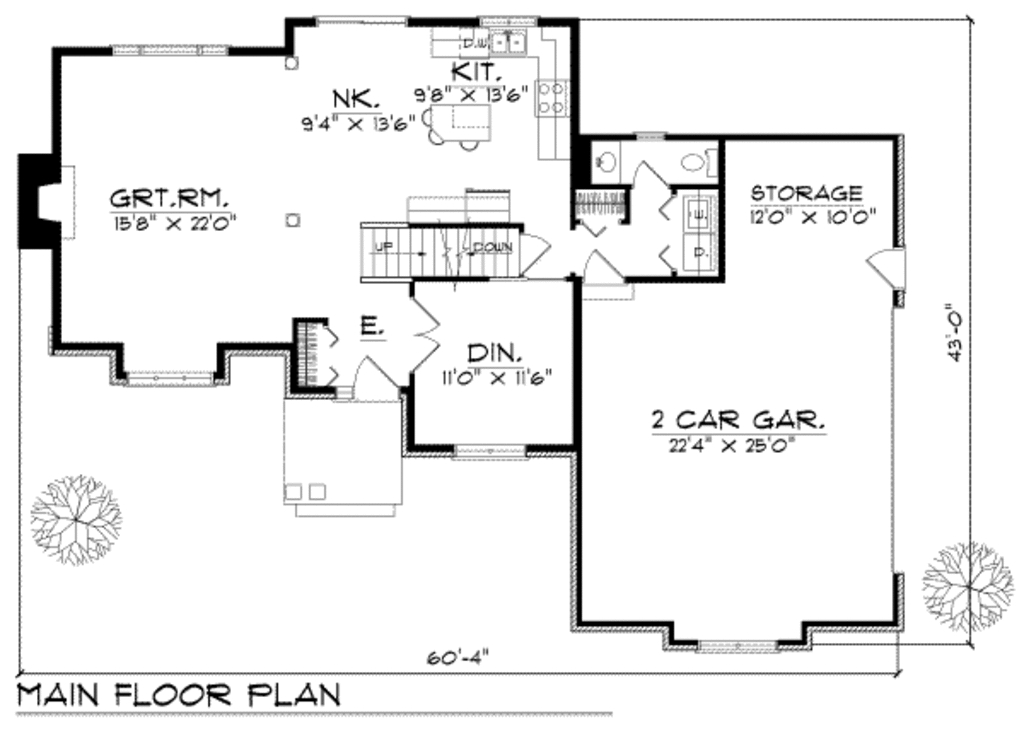 D.W.
KIT.
9'8" X 13'6"
NK.
9'4" X 13'6"
GRT.RM.
15'8" X 22'0"
STORAGE
12'0" X 10'0"
E.
D.
UP
DOWN
E.
DIN.
11'0" X 11'6"
43'-0"
2 CAR GAR.
22'4" X 25'0"
60'-4"
MAIN FLOOR PLAN